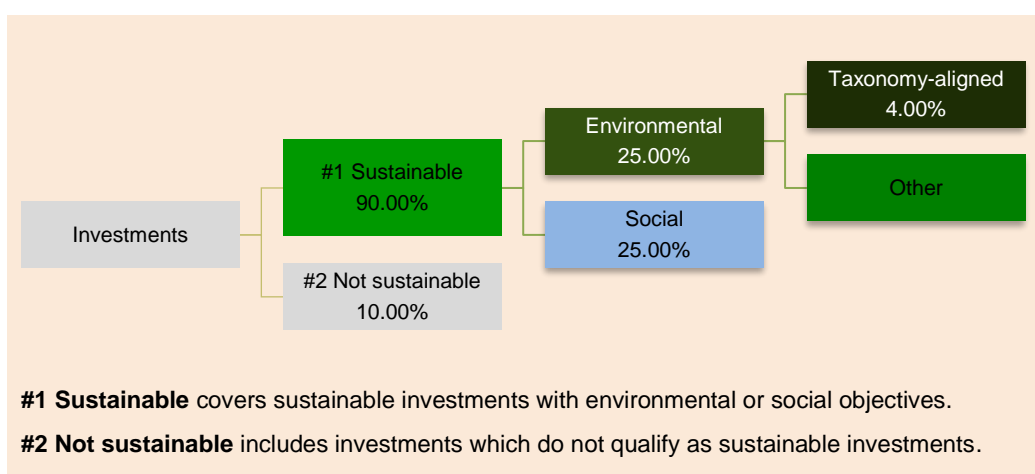 Taxonomy-aligned
4.00%
Environmental
25.00%
#1 Sustainable
90.00%
Other
Social
25.00%
Investments
#2 Not sustainable
10.00%
#1 Sustainable covers sustainable investments with environmental or social objectives.
#2 Not sustainable includes investments which do not qualify as sustainable investments.